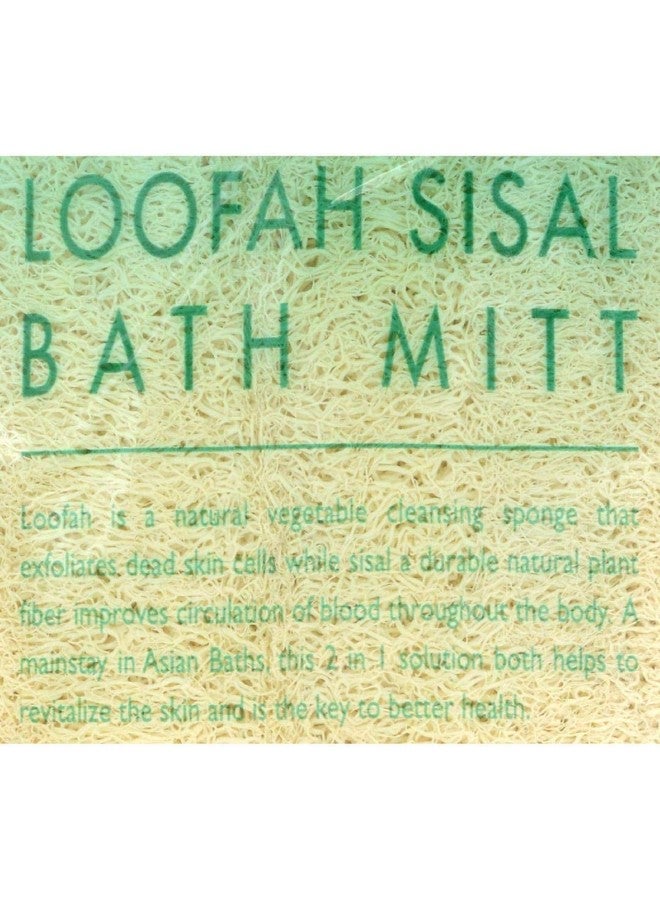 LOOFAH SISAL
BATH MITT
Loofah is a natural vegetable cleansing sponge that
exfoliates dead skin cells while sisal a durable natural plant
fiber improves circulation of blood throughout the body. A
mainstay in Asian Baths, this 2 in 1 solution both helps to
revitalize the skin and is the key to better health.